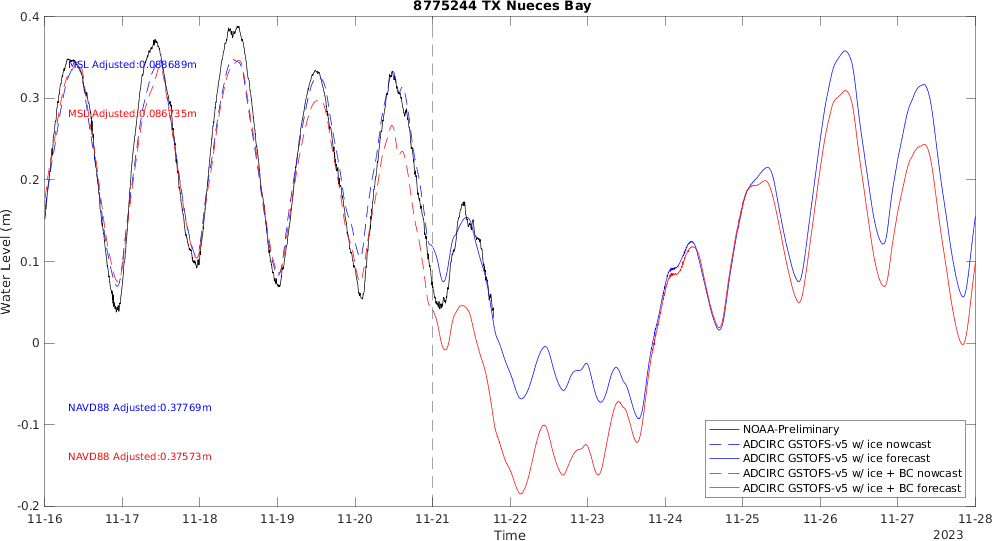 8775244 TX Nueces Bay
0.4
0.3
0.2
0.1
0
-0.1
-0.2
Water Level (m)
MSL Adjusted:0.088689m
MSL Adjusted:0.086735m
NAVD88 Adjusted:0.37769m
NAVD88 Adjusted:0.37573m
NOAA-Preliminary
ADCIRC GSTOFS-v5 w/ ice nowcast
ADCIRC GSTOFS-v5 w/ ice forecast
ADCIRC GSTOFS-v5 w/ ice + BC nowcast
ADCIRC GSTOFS-v5 w/ ice + BC forecast
11-16 11-17 11-18 11-19 11-20 11-21 11-22 11-23 11-24 11-25 11-26 11-27 11-28
Time
2023